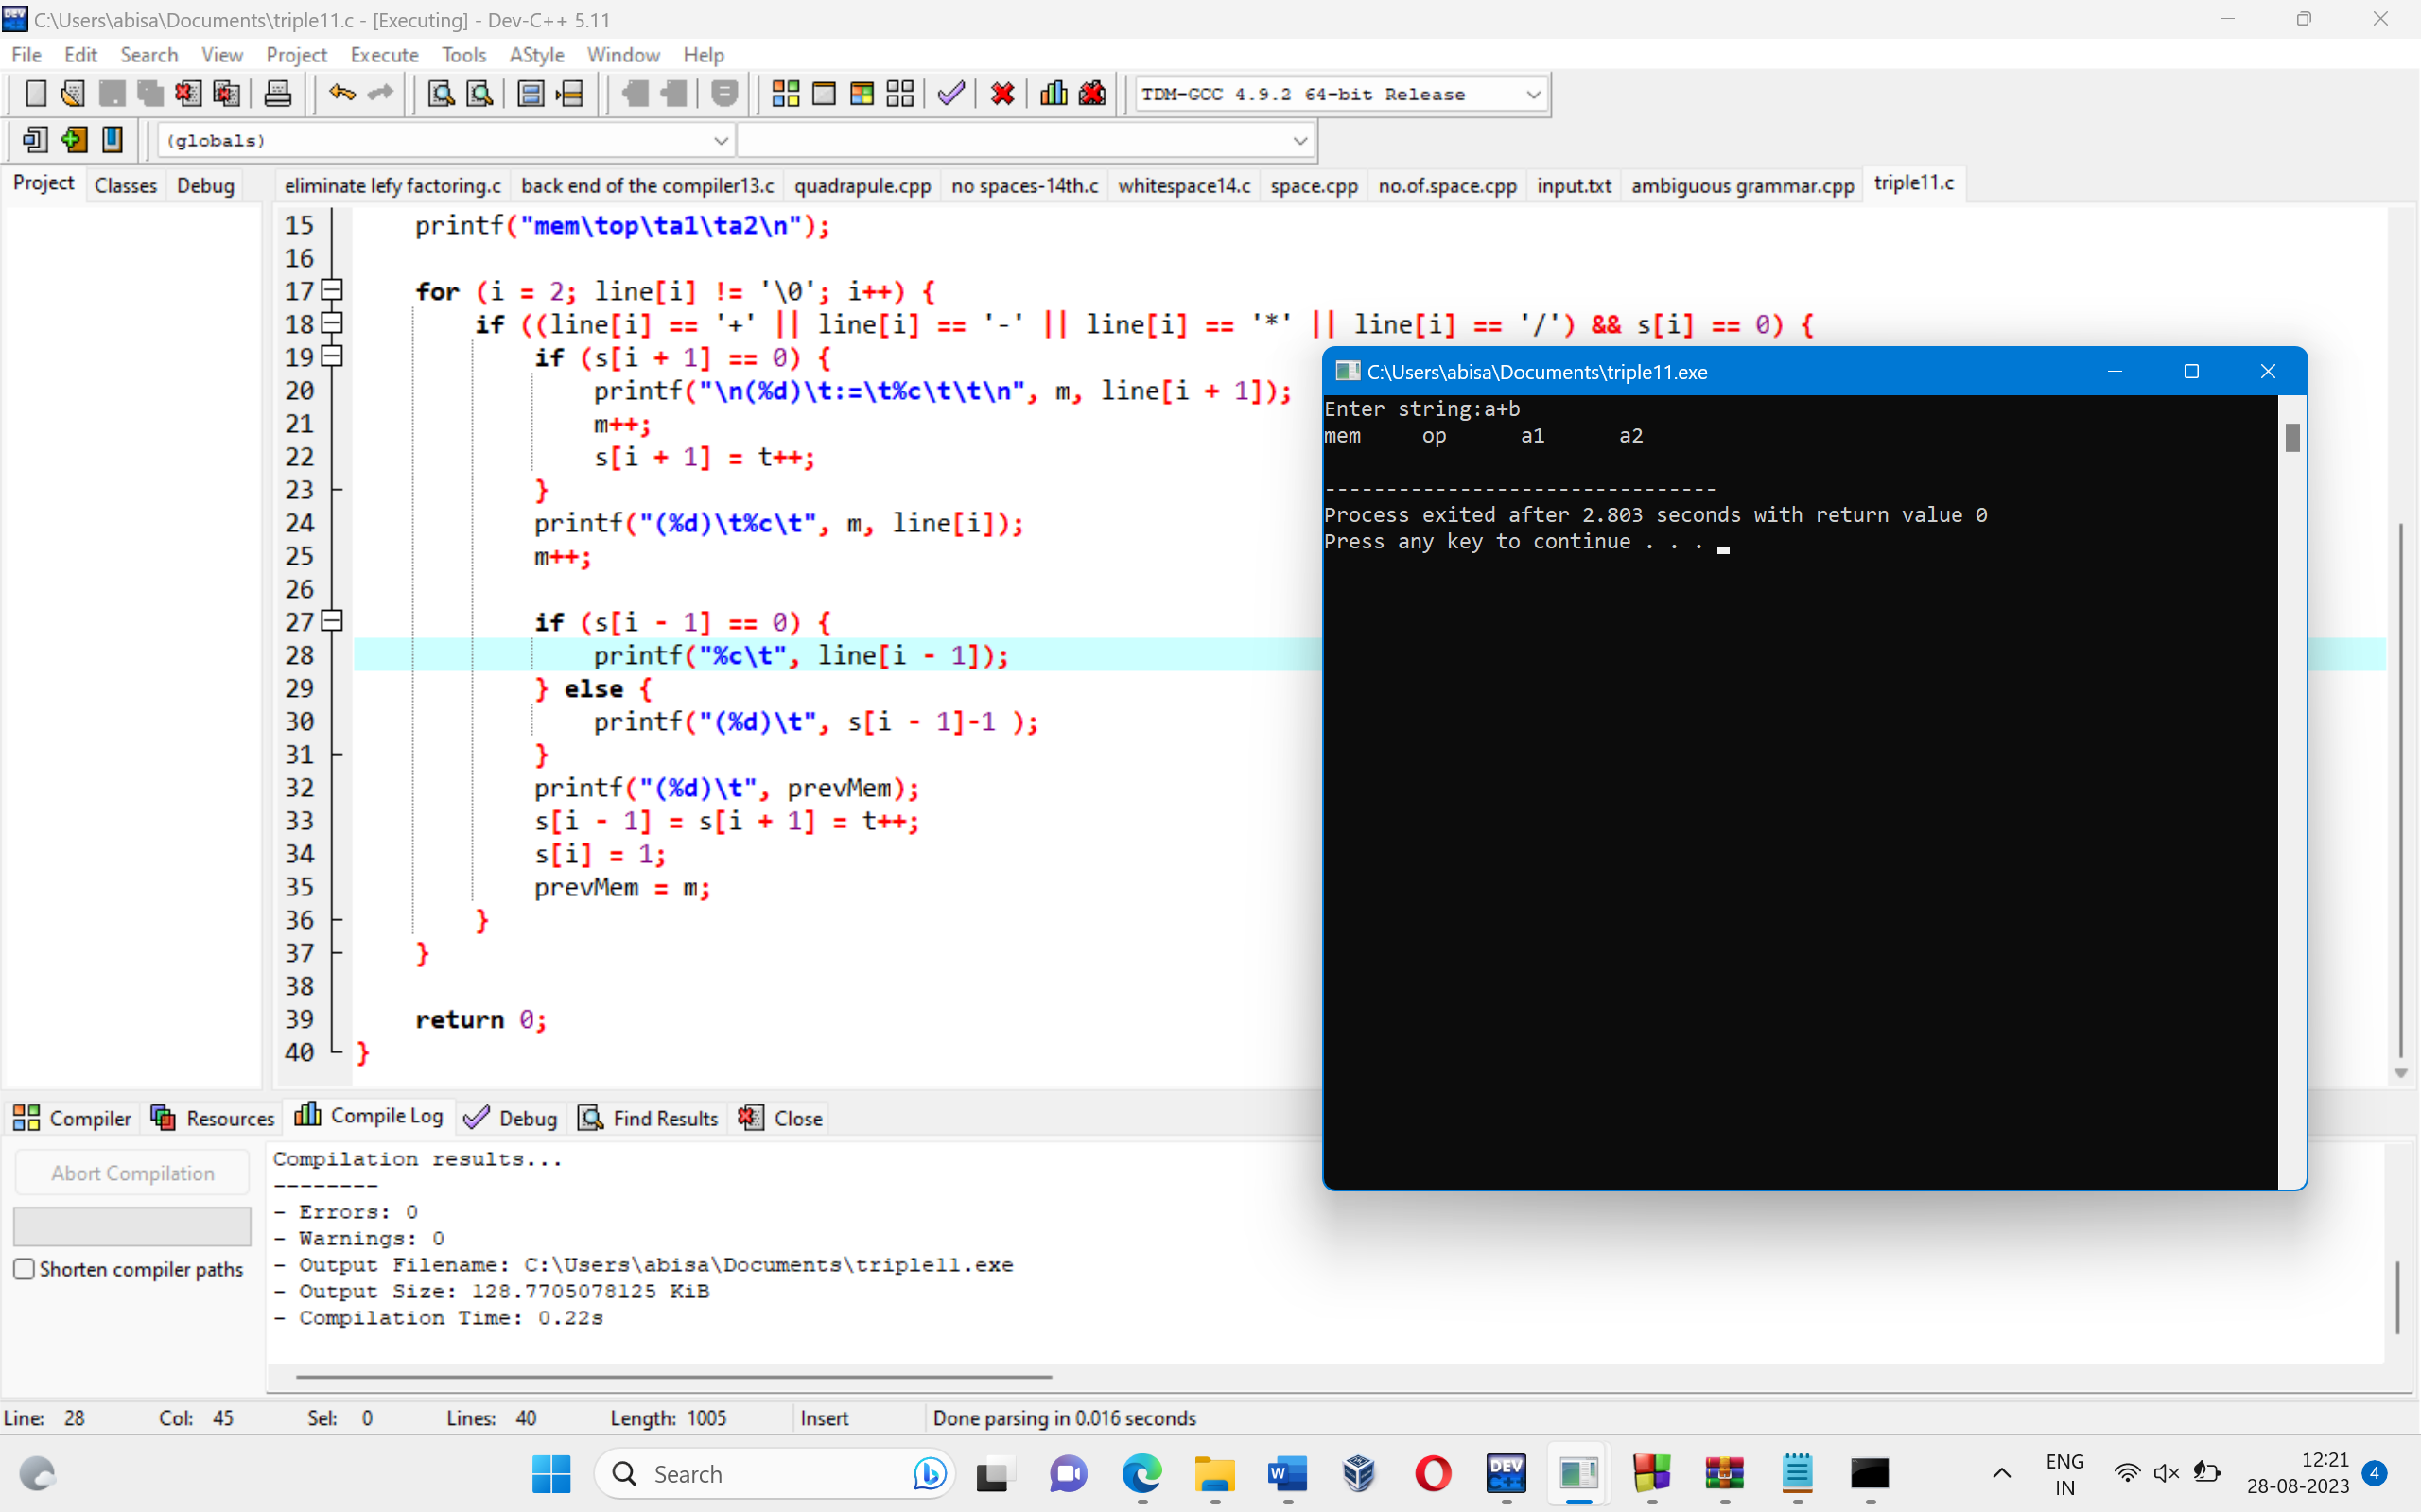 C:\Users\abisa\Documents\triple11.c - [Executing] - Dev-C++ 5.11
File Edit Search View Project Execute Tools AStyle Window Help
TDM-GCC 4.9.2 64-bit Release
(globals)
Project Classes Debug
eliminate lefy factoring.c back end of the compiler13.c quadrapule.cpp no spaces-14th.c whitespace14.c space.cpp no.of.space.cpp input.txt ambiguous grammar.cpp triple11.c
15 printf("mem\top\ta1\ta2\n");
16
17 for (i = 2; line[i] != '\0'; i++) {
18 if ((line[i] == '+' || line[i] == '-' || line[i] == '*' || line[i] == '/') && s[i] == 0) {
19 if (s[i + 1] == 0) {
20 printf("\n(%d)\t:=\t%c\t\t\n", m, line[i + 1]);
21 m++;
22 s[i + 1] = t++;
23 }
24 printf("(%d)\t%c\t", m, line[i]);
25 m++;
26
27 if (s[i - 1] == 0) {
28 printf("%c\t", line[i - 1]);
29 } else {
30 printf("(%d)\t", s[i - 1]-1 );
31 }
32 printf("(%d)\t", prevMem);
33 s[i - 1] = s[i + 1] = t++;
34 s[i] = 1;
35 prevMem = m;
36 }
37 }
38
39 return 0;
40 }
C:\Users\abisa\Documents\triple11.exe
Enter string:a+b
mem op a1 a2
--------------------------------
Process exited after 2.803 seconds with return value 0
Press any key to continue . . .
Compiler Resources Compile Log Debug Find Results Close
Abort Compilation
Shorten compiler paths
Compilation results...
--------
- Errors: 0
- Warnings: 0
- Output Filename: C:\Users\abisa\Documents\triple11.exe
- Output Size: 128.7705078125 KiB
- Compilation Time: 0.22s
Line: 28 Col: 45 Sel: 0 Lines: 40 Length: 1005 Insert Done parsing in 0.016 seconds
Search
DEV C++
W
ENG
IN
12:21
28-08-2023
4